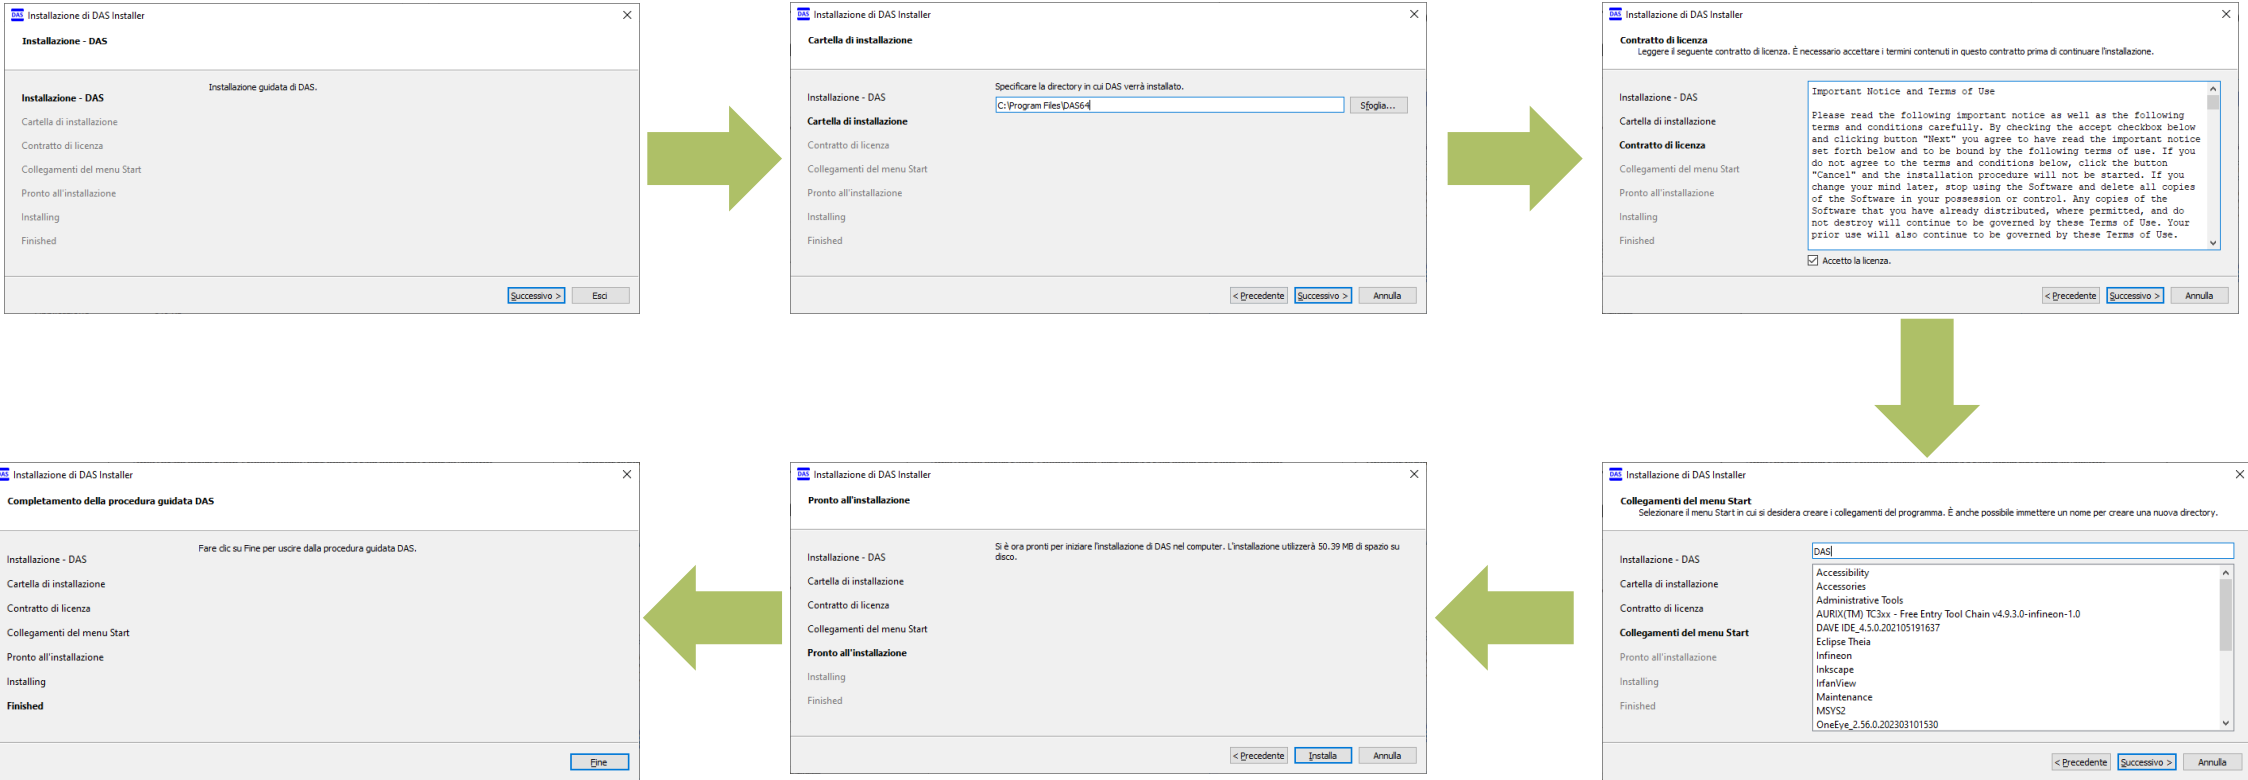 DAS Installazione di DAS Installer
Installazione - DAS
Installazione guidata di DAS.
Installazione - DAS
Cartella di installazione
Contratto di licenza
Collegamenti del menu Start
Pronto all'installazione
Installing
Finished
Successivo >
Esci
DAS Installazione di DAS Installer
Cartella di installazione
Specificare la directory in cui DAS verrà installato.
C:\Program Files\DAS64
Sfoglia...
Installazione - DAS
Cartella di installazione
Contratto di licenza
Collegamenti del menu Start
Pronto all'installazione
Installing
Finished
< Precedente
Successivo >
Annulla
DAS Installazione di DAS Installer
Contratto di licenza
Leggere il seguente contratto di licenza. È necessario accettare i termini contenuti in questo contratto prima di continuare l'installazione.
Installazione - DAS
Cartella di installazione
Contratto di licenza
Collegamenti del menu Start
Pronto all'installazione
Installing
Finished
Important Notice and Terms of Use
Please read the following important notice as well as the following
terms and conditions carefully. By checking the accept checkbox below
and clicking button "Next" you agree to have read the important notice
set forth below and to be bound by the following terms of use. If you
do not agree to the terms and conditions below, click the button
"Cancel" and the installation procedure will not be started. If you
change your mind later, stop using the Software and delete all copies
of the Software in your possession or control. Any copies of the
Software that you have already distributed, where permitted, and do
not destroy will continue to be governed by these Terms of Use. Your
prior use will also continue to be governed by these Terms of Use.
Accetto la licenza.
< Precedente
Successivo >
Annulla
DAS Installazione di DAS Installer
Collegamenti del menu Start
Selezionare il menu Start in cui si desidera creare i collegamenti del programma. È anche possibile immettere un nome per creare una nuova directory.
Installazione - DAS
Cartella di installazione
Contratto di licenza
Collegamenti del menu Start
Pronto all'installazione
Installing
Finished
DAS
Accessibility
Accessories
Administrative Tools
AURIX(TM) TC3xx - Free Entry Tool Chain v4.9.3.0-infineon-1.0
DAVE IDE_4.5.0.202105191637
Eclipse Theia
Infineon
Inkscape
IrfanView
Maintenance
MSYS2
OneEye_2.56.0.202303101530
< Precedente
Successivo >
Annulla
DAS Installazione di DAS Installer
Pronto all'installazione
Si è ora pronti per iniziare l'installazione di DAS nel computer. L'installazione utilizzerà 50.39 MB di spazio su
disco.
Installazione - DAS
Cartella di installazione
Contratto di licenza
Collegamenti del menu Start
Pronto all'installazione
Installing
Finished
< Precedente
Installa
Annulla
DAS Installazione di DAS Installer
Completamento della procedura guidata DAS
Fare clic su Fine per uscire dalla procedura guidata DAS.
Installazione - DAS
Cartella di installazione
Contratto di licenza
Collegamenti del menu Start
Pronto all'installazione
Installing
Finished
Fine